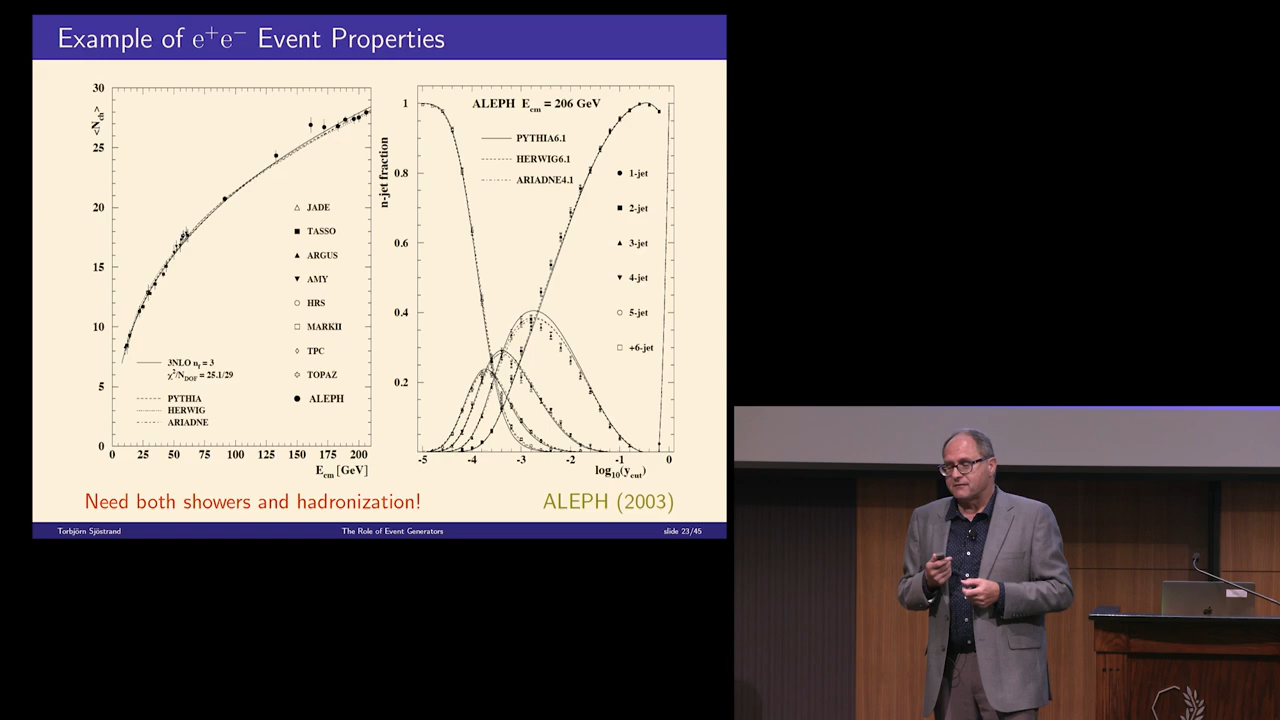 Example of e⁺e⁻ Event Properties
30
25
20
15
10
5
0
<N_ch>
JADE
TASSO
ARGUS
AMY
HRS
MARKII
TPC
TOPAZ
ALEPH
3NLO n_f = 3
χ²/N_DOF = 25.1/29
PYTHIA
HERWIG
ARIADNE
0 25 50 75 100 125 150 175 200
E_cm [GeV]
n-jet fraction
1
0.8
0.6
0.4
0.2
ALEPH E_cm = 206 GeV
PYTHIA6.1
HERWIG6.1
ARIADNE4.1
1-jet
2-jet
3-jet
4-jet
5-jet
+6-jet
-5 -4 -3 -2 -1 0
log₁₀(y_cut)
Need both showers and hadronization!
ALEPH (2003)
Torbjörn Sjöstrand The Role of Event Generators slide 23/45